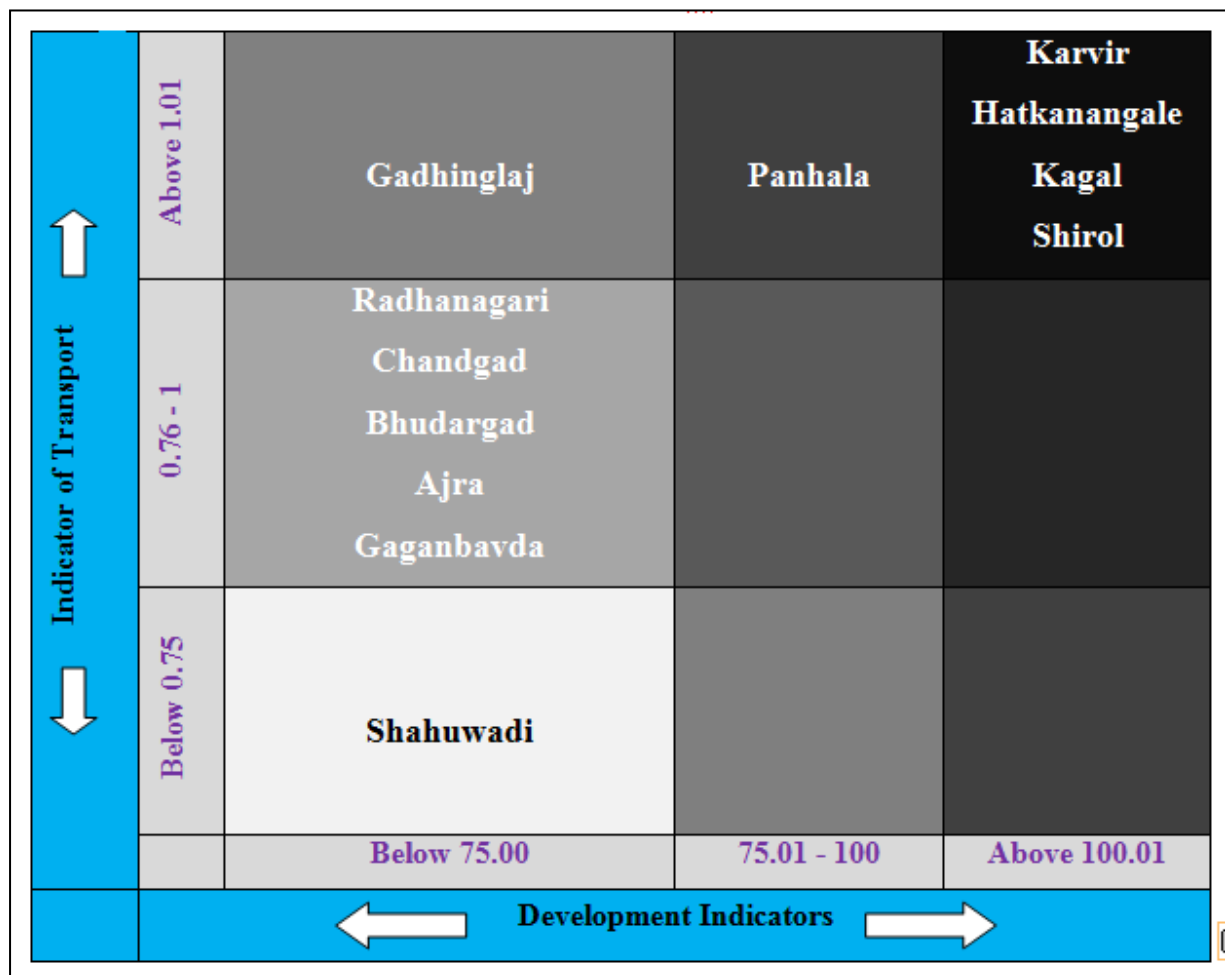 Indicator of Transport
Above 1.01
Gadhinglaj
Panhala
Karvir
Hatkanangale
Kagal
Shirol
0.76 - 1
Radhanagari
Chandgad
Bhudargad
Ajra
Gaganbavda
Below 0.75
Shahuwadi
Below 75.00
75.01 - 100
Above 100.01
Development Indicators